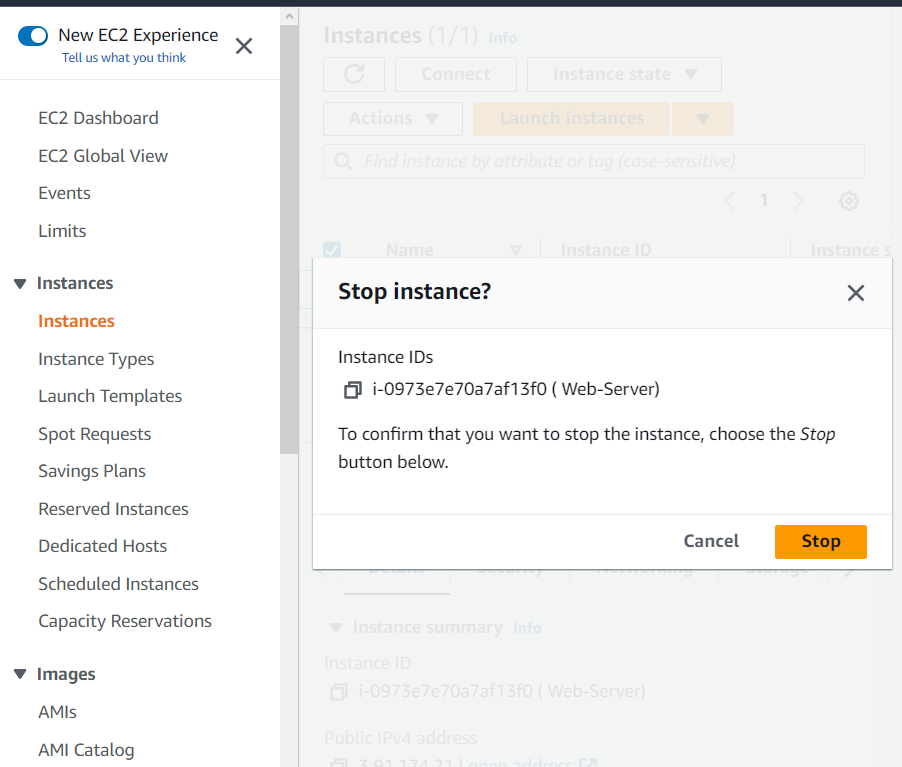 New EC2 Experience
Tell us what you think
EC2 Dashboard
EC2 Global View
Events
Limits
Instances
Instances
Instance Types
Launch Templates
Spot Requests
Savings Plans
Reserved Instances
Dedicated Hosts
Scheduled Instances
Capacity Reservations
Images
AMIs
AMI Catalog
Instances (1/1) Info
Connect
Instance state
Actions
Launch instances
Find instance by attribute or tag (case-sensitive)
1
Name
Instance ID
Instance s
Stop instance?
Instance IDs
i-0973e7e70a7af13f0 ( Web-Server)
To confirm that you want to stop the instance, choose the Stop
button below.
Cancel
Stop
Details
Security
Networking
Storage
Instance summary Info
Instance ID
i-0973e7e70a7af13f0 ( Web-Server)
Public IPv4 address
3.91.174.21 | open address